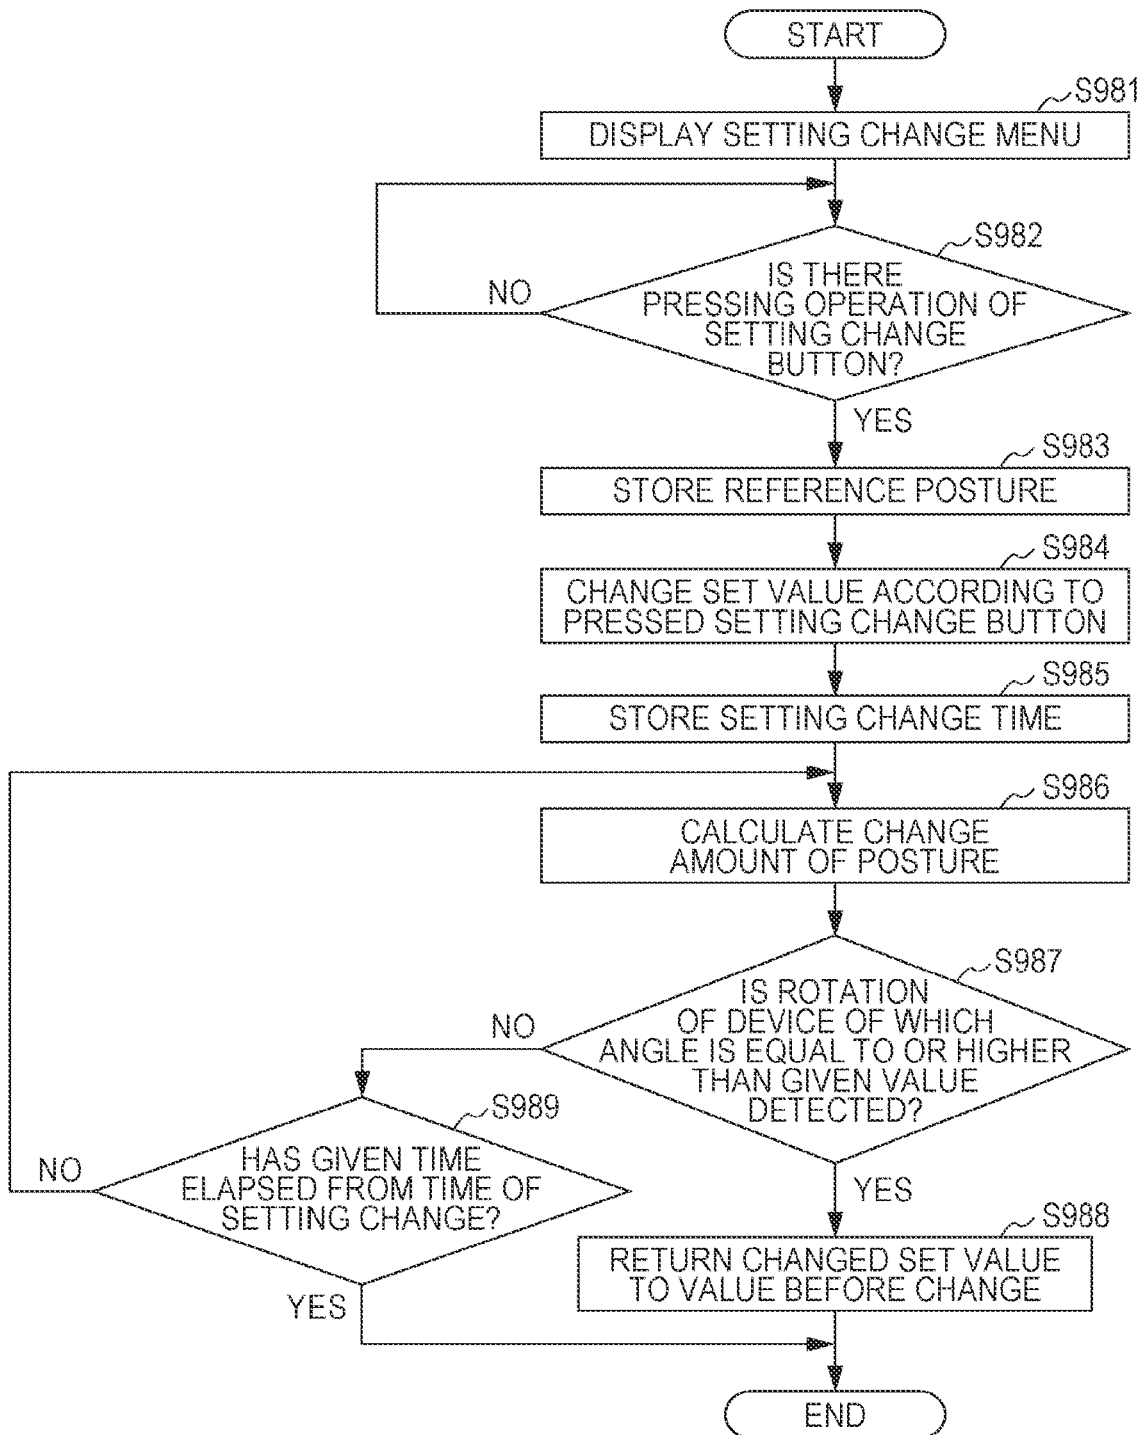 START
S981
DISPLAY SETTING CHANGE MENU
S982
IS THERE
PRESSING OPERATION OF
SETTING CHANGE
BUTTON?
NO
YES
S983
STORE REFERENCE POSTURE
S984
CHANGE SET VALUE ACCORDING TO
PRESSED SETTING CHANGE BUTTON
S985
STORE SETTING CHANGE TIME
S986
CALCULATE CHANGE
AMOUNT OF POSTURE
S987
IS ROTATION
OF DEVICE OF WHICH
ANGLE IS EQUAL TO OR HIGHER
THAN GIVEN VALUE
DETECTED?
NO
YES
S989
HAS GIVEN TIME
ELAPSED FROM TIME OF
SETTING CHANGE?
NO
YES
S988
RETURN CHANGED SET VALUE
TO VALUE BEFORE CHANGE
END